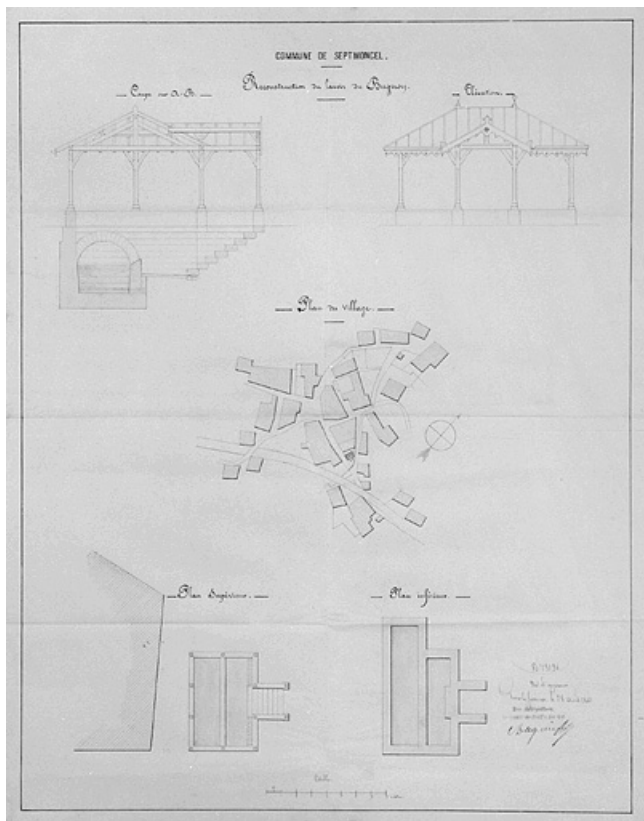 COMMUNE DE SEPTMONCEL.
Reconstruction du lavoir du Bugnon.
Coupe sur A-B.
Élévation.
Plan du Village.
Plan Supérieur.
Plan inférieur.